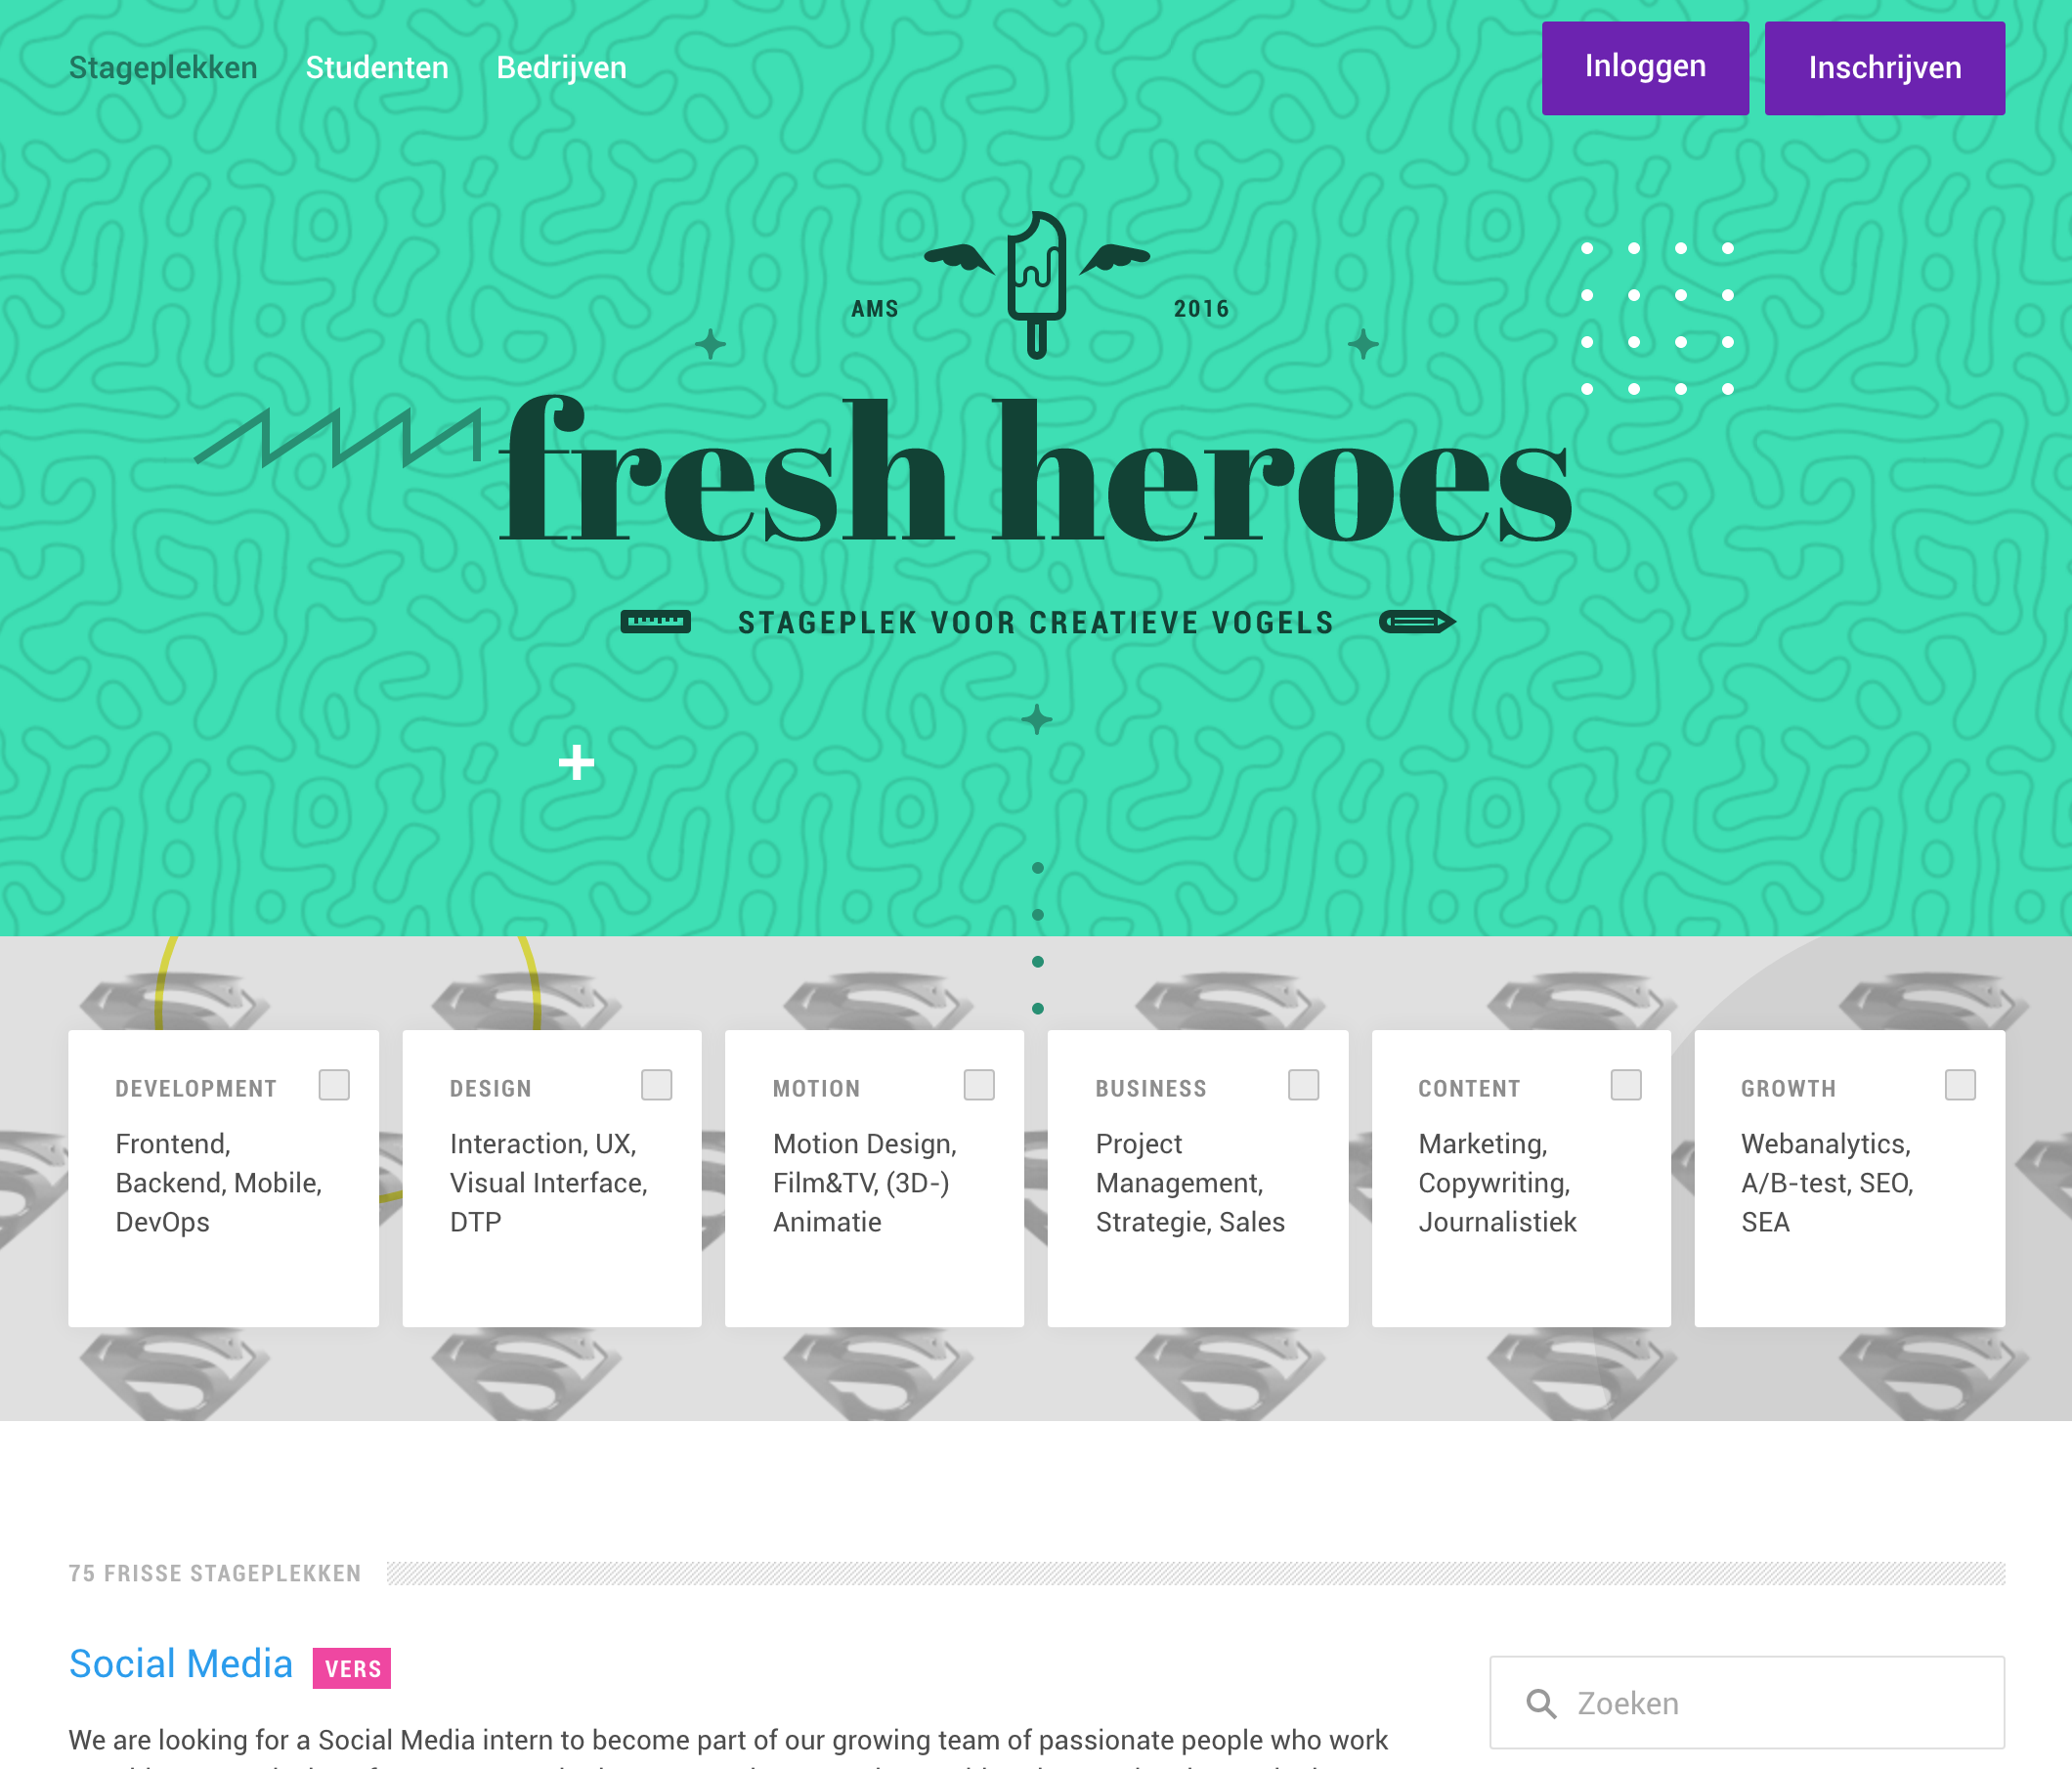 Stageplekken Studenten Bedrijven Inloggen Inschrijven
AMS 2016
fresh heroes
STAGEPLEK VOOR CREATIEVE VOGELS
DEVELOPMENT
Frontend,
Backend, Mobile,
DevOps
DESIGN
Interaction, UX,
Visual Interface,
DTP
MOTION
Motion Design,
Film&TV, (3D-)
Animatie
BUSINESS
Project
Management,
Strategie, Sales
CONTENT
Marketing,
Copywriting,
Journalistiek
GROWTH
Webanalytics,
A/B-test, SEO,
SEA
75 FRISSE STAGEPLEKKEN
Social Media VERS
Zoeken
We are looking for a Social Media intern to become part of our growing team of passionate people who work